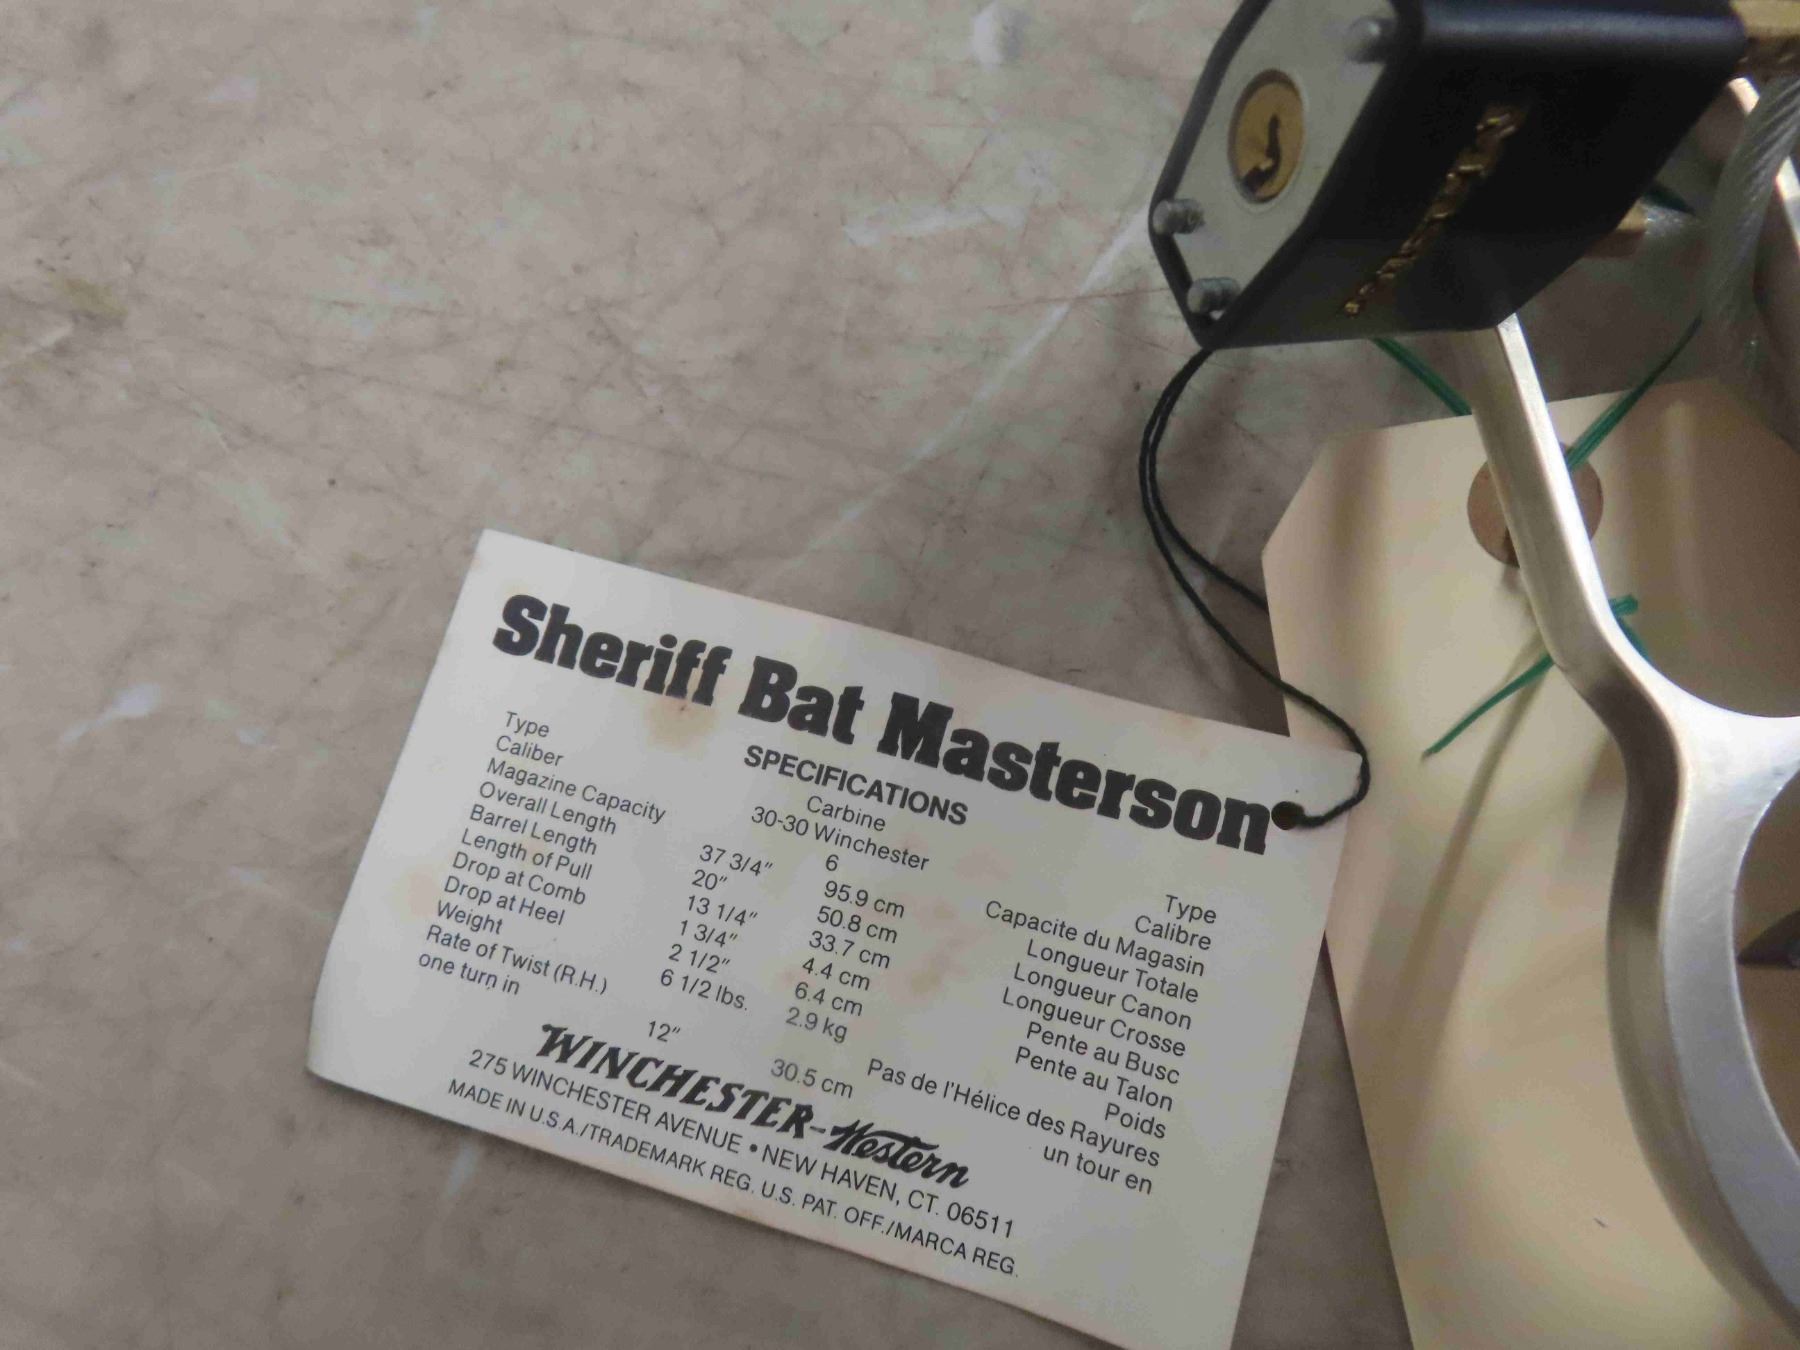 Sheriff Bat Masterson
SPECIFICATIONS
Type Carbine Type
Caliber 30-30 Winchester Calibre
Magazine Capacity 6 Capacite du Magasin
Overall Length 37 3/4" 95.9 cm Longueur Totale
Barrel Length 20" 50.8 cm Longueur Canon
Length of Pull 13 1/4" 33.7 cm Longueur Crosse
Drop at Comb 1 3/4" 4.4 cm Pente au Busc
Drop at Heel 2 1/2" 6.4 cm Pente au Talon
Weight 6 1/2 lbs. 2.9 kg Poids
Rate of Twist (R.H.) Pas de l'Hélice des Rayures
one turn in 12" 30.5 cm un tour en
WINCHESTER-Western
275 WINCHESTER AVENUE • NEW HAVEN, CT. 06511
MADE IN U.S.A./TRADEMARK REG. U.S. PAT. OFF./MARCA REG.